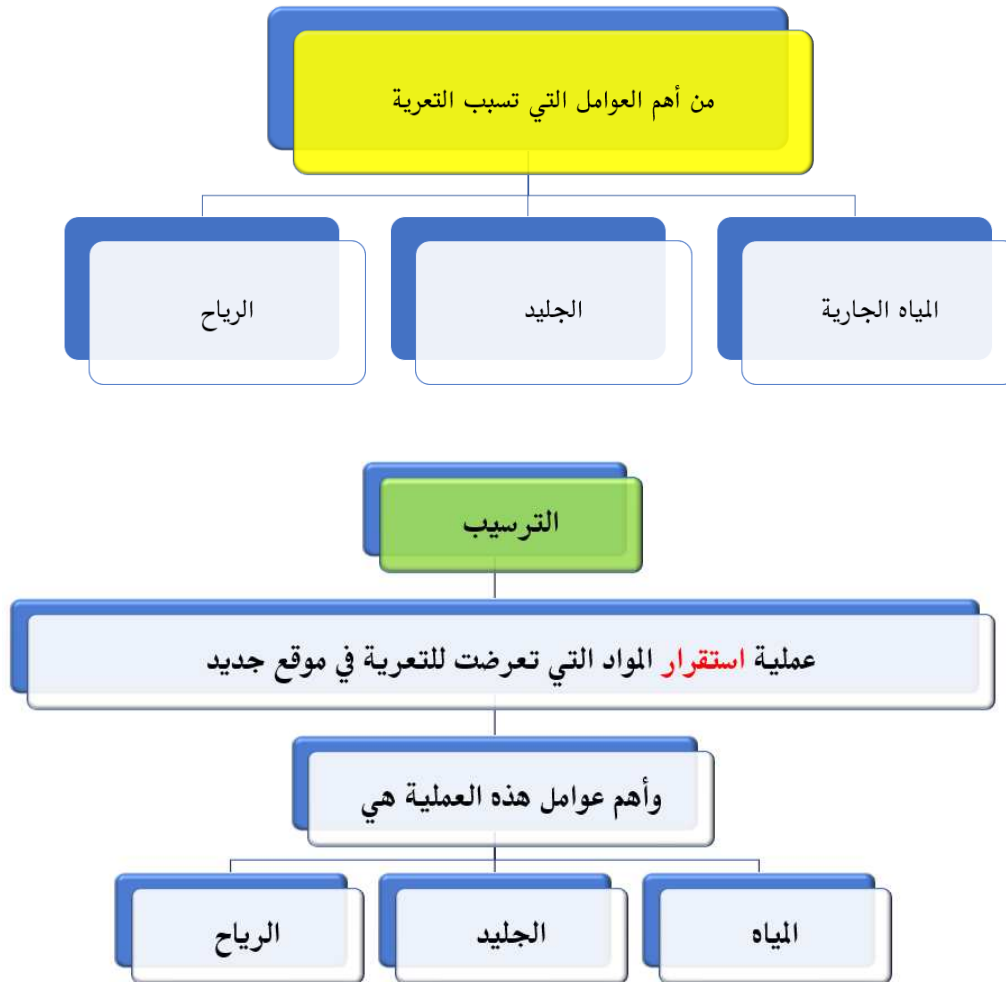 من أهم العوامل التي تسبب التعرية
المياه الجارية
الجليد
الرياح
الترسيب
عملية استقرار المواد التي تعرضت للتعرية في موقع جديد
وأهم عوامل هذه العملية هي
المياه
الجليد
الرياح